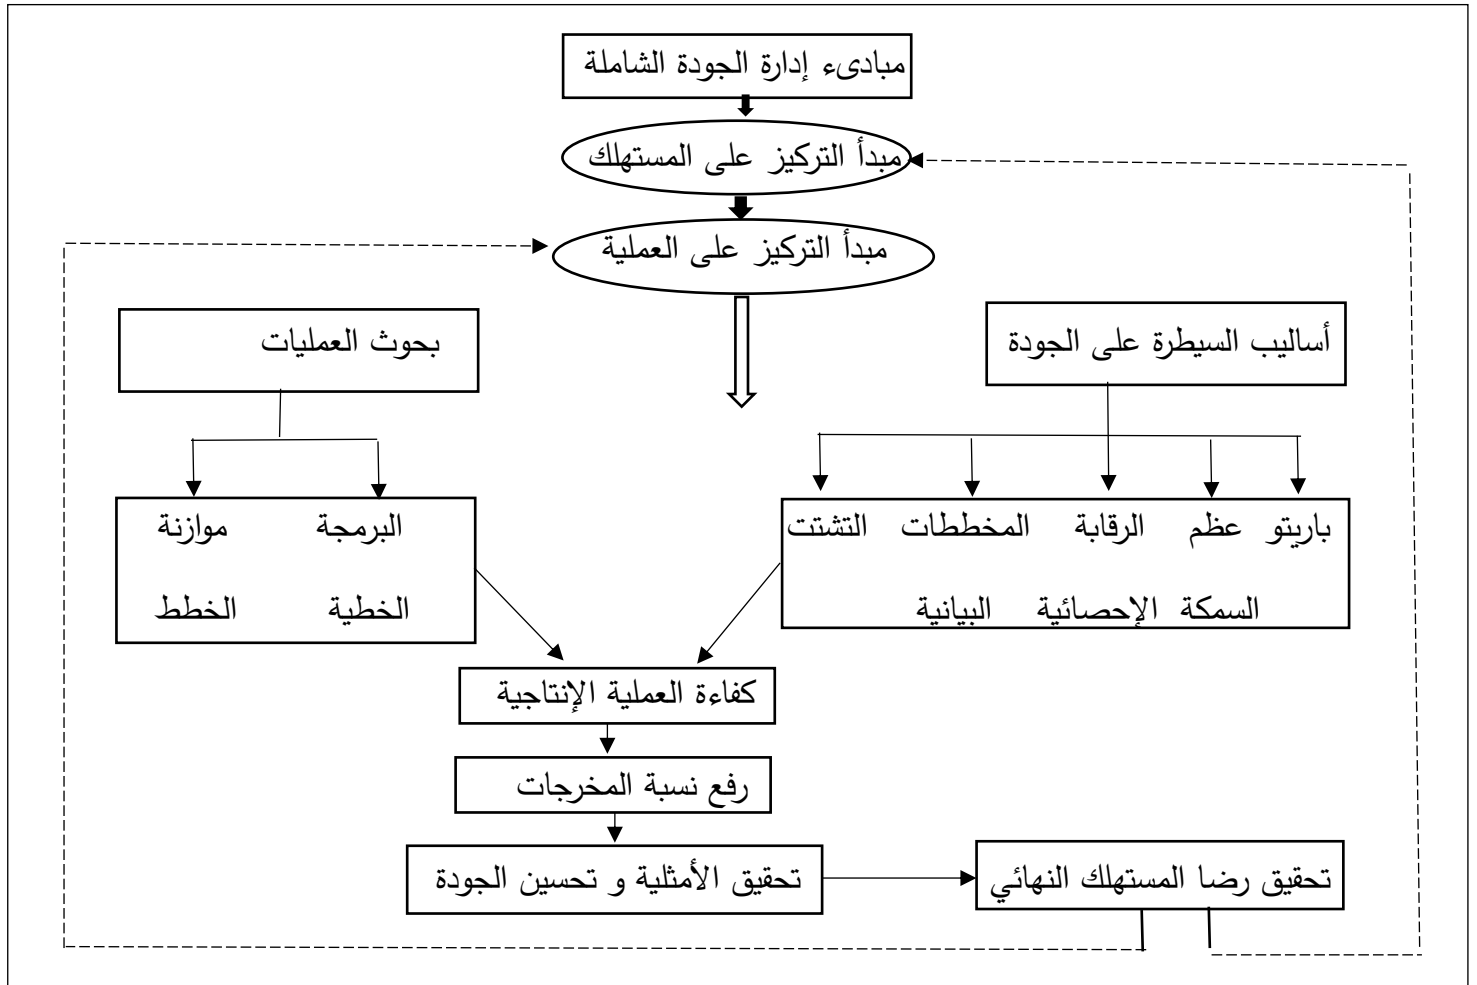 مبادىء إدارة الجودة الشاملة
مبدأ التركيز على المستهلك
مبدأ التركيز على العملية
أساليب السيطرة على الجودة
بحوث العمليات
باريتو عظم الرقابة المخططات التشتت
السمكة الإحصائية البيانية
البرمجة موازنة
الخطية الخطط
كفاءة العملية الإنتاجية
رفع نسبة المخرجات
تحقيق الأمثلية و تحسين الجودة
تحقيق رضا المستهلك النهائي